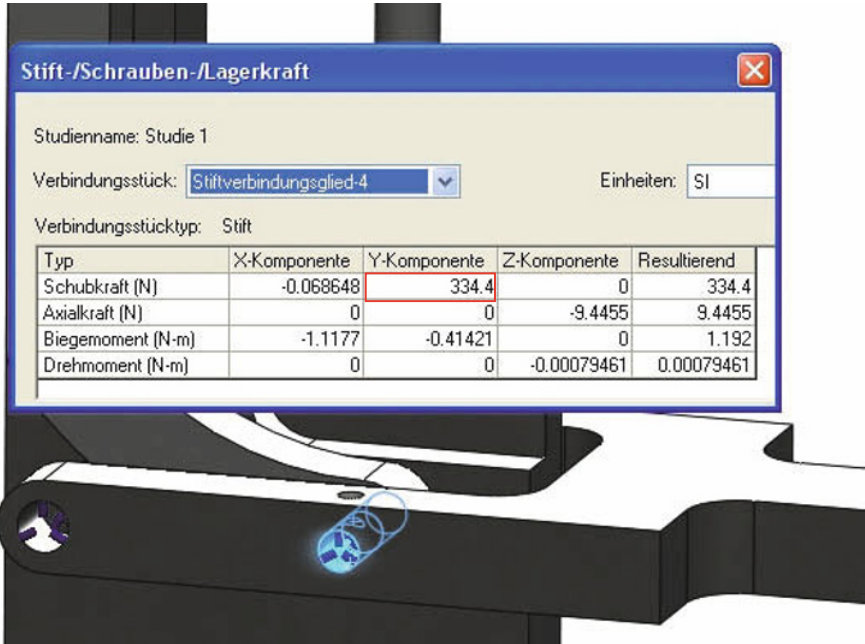 Stift-/Schrauben-/Lagerkraft
Studienname: Studie 1
Verbindungsstück: Stiftverbindungsglied-4 Einheiten: SI
Verbindungsstücktyp: Stift
Typ X-Komponente Y-Komponente Z-Komponente Resultierend
Schubkraft (N) -0.068648 334.4 0 334.4
Axialkraft (N) 0 0 -9.4455 9.4455
Biegemoment (N-m) -1.1177 -0.41421 0 1.192
Drehmoment (N-m) 0 0 -0.00079461 0.00079461